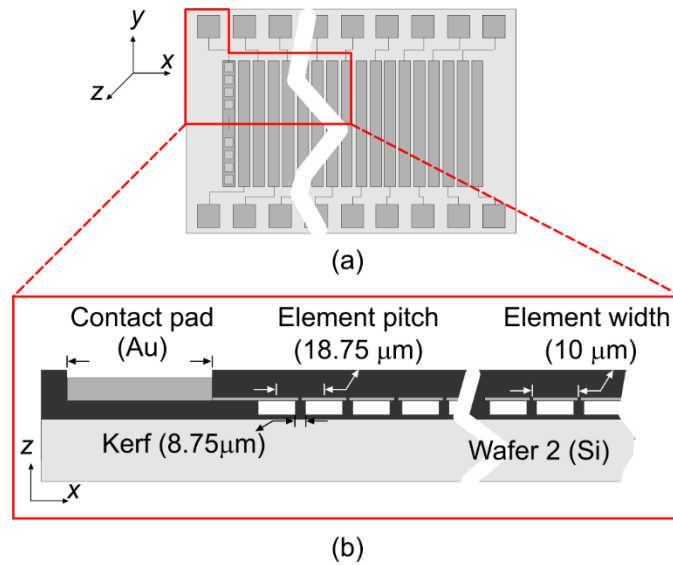 y
x
z
(a)
Contact pad
(Au)
Element pitch
(18.75 μm)
Element width
(10 μm)
Kerf (8.75μm)
Wafer 2 (Si)
z
x
(b)